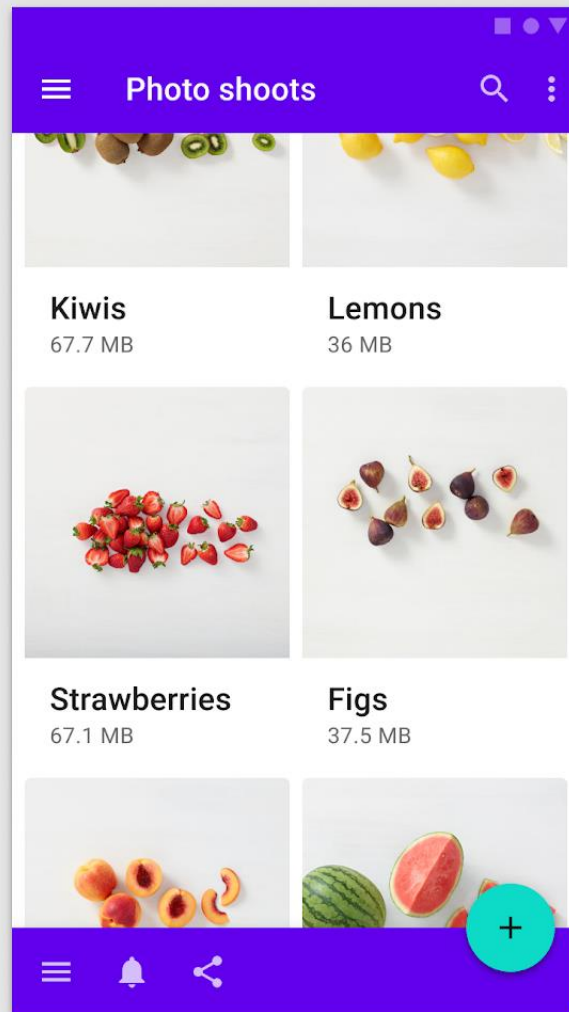 Photo shoots
Kiwis
67.7 MB
Lemons
36 MB
Strawberries
67.1 MB
Figs
37.5 MB